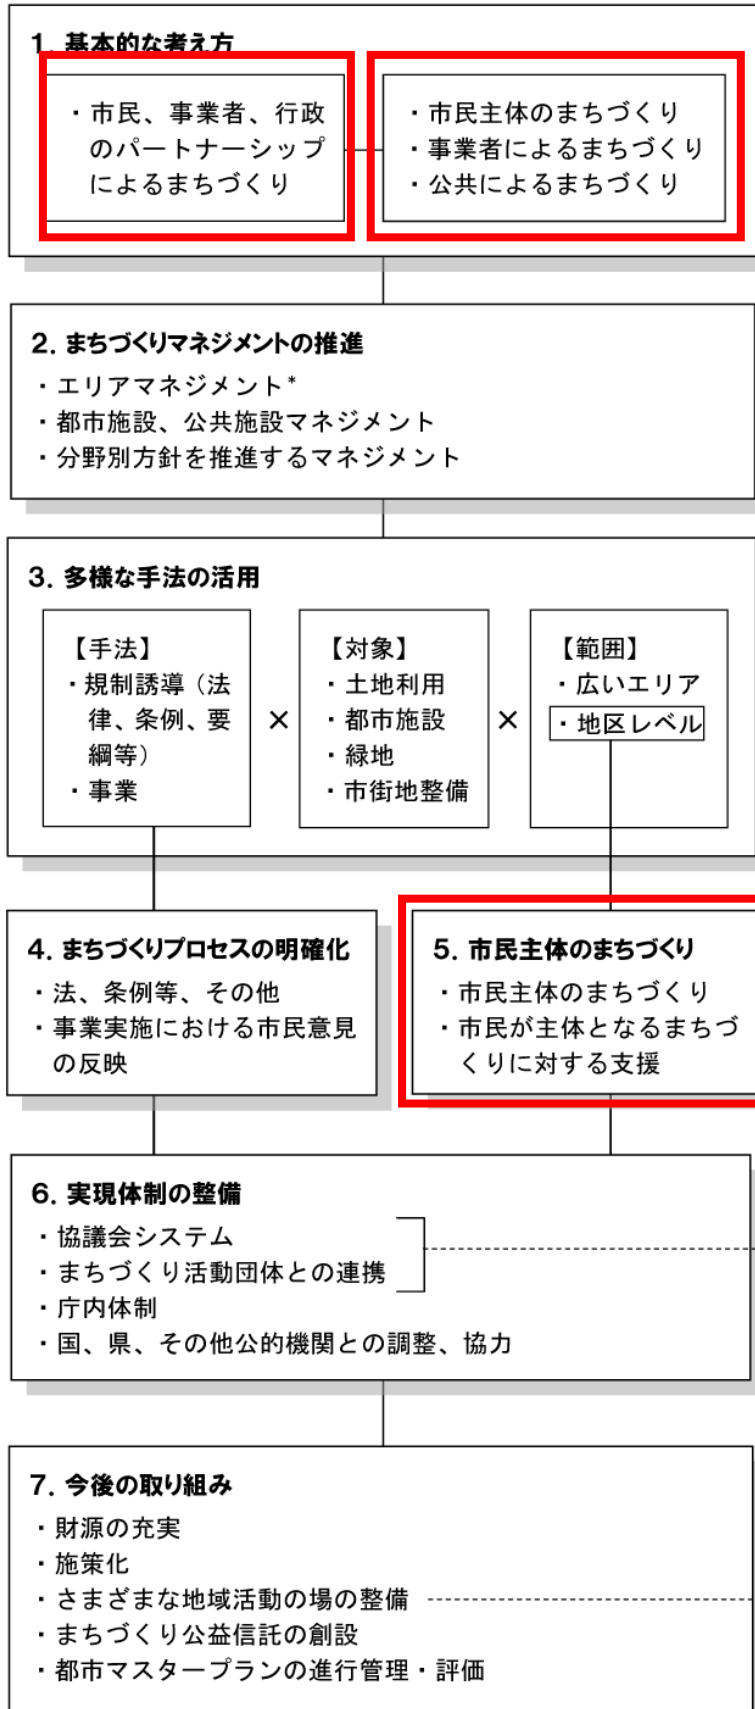 1. 基本的な考え方
・市民、事業者、行政
のパートナーシップ
によるまちづくり
・市民主体のまちづくり
・事業者によるまちづくり
・公共によるまちづくり
2. まちづくりマネジメントの推進
・エリアマネジメント*
・都市施設、公共施設マネジメント
・分野別方針を推進するマネジメント
3. 多様な手法の活用
【手法】
・規制誘導（法
律、条例、要
綱等）
・事業
×
【対象】
・土地利用
・都市施設
・緑地
・市街地整備
×
【範囲】
・広いエリア
・地区レベル
4. まちづくりプロセスの明確化
・法、条例等、その他
・事業実施における市民意見
の反映
5. 市民主体のまちづくり
・市民主体のまちづくり
・市民が主体となるまちづ
くりに対する支援
6. 実現体制の整備
・協議会システム
・まちづくり活動団体との連携
・庁内体制
・国、県、その他公的機関との調整、協力
7. 今後の取り組み
・財源の充実
・施策化
・さまざまな地域活動の場の整備
・まちづくり公益信託の創設
・都市マスタープランの進行管理・評価